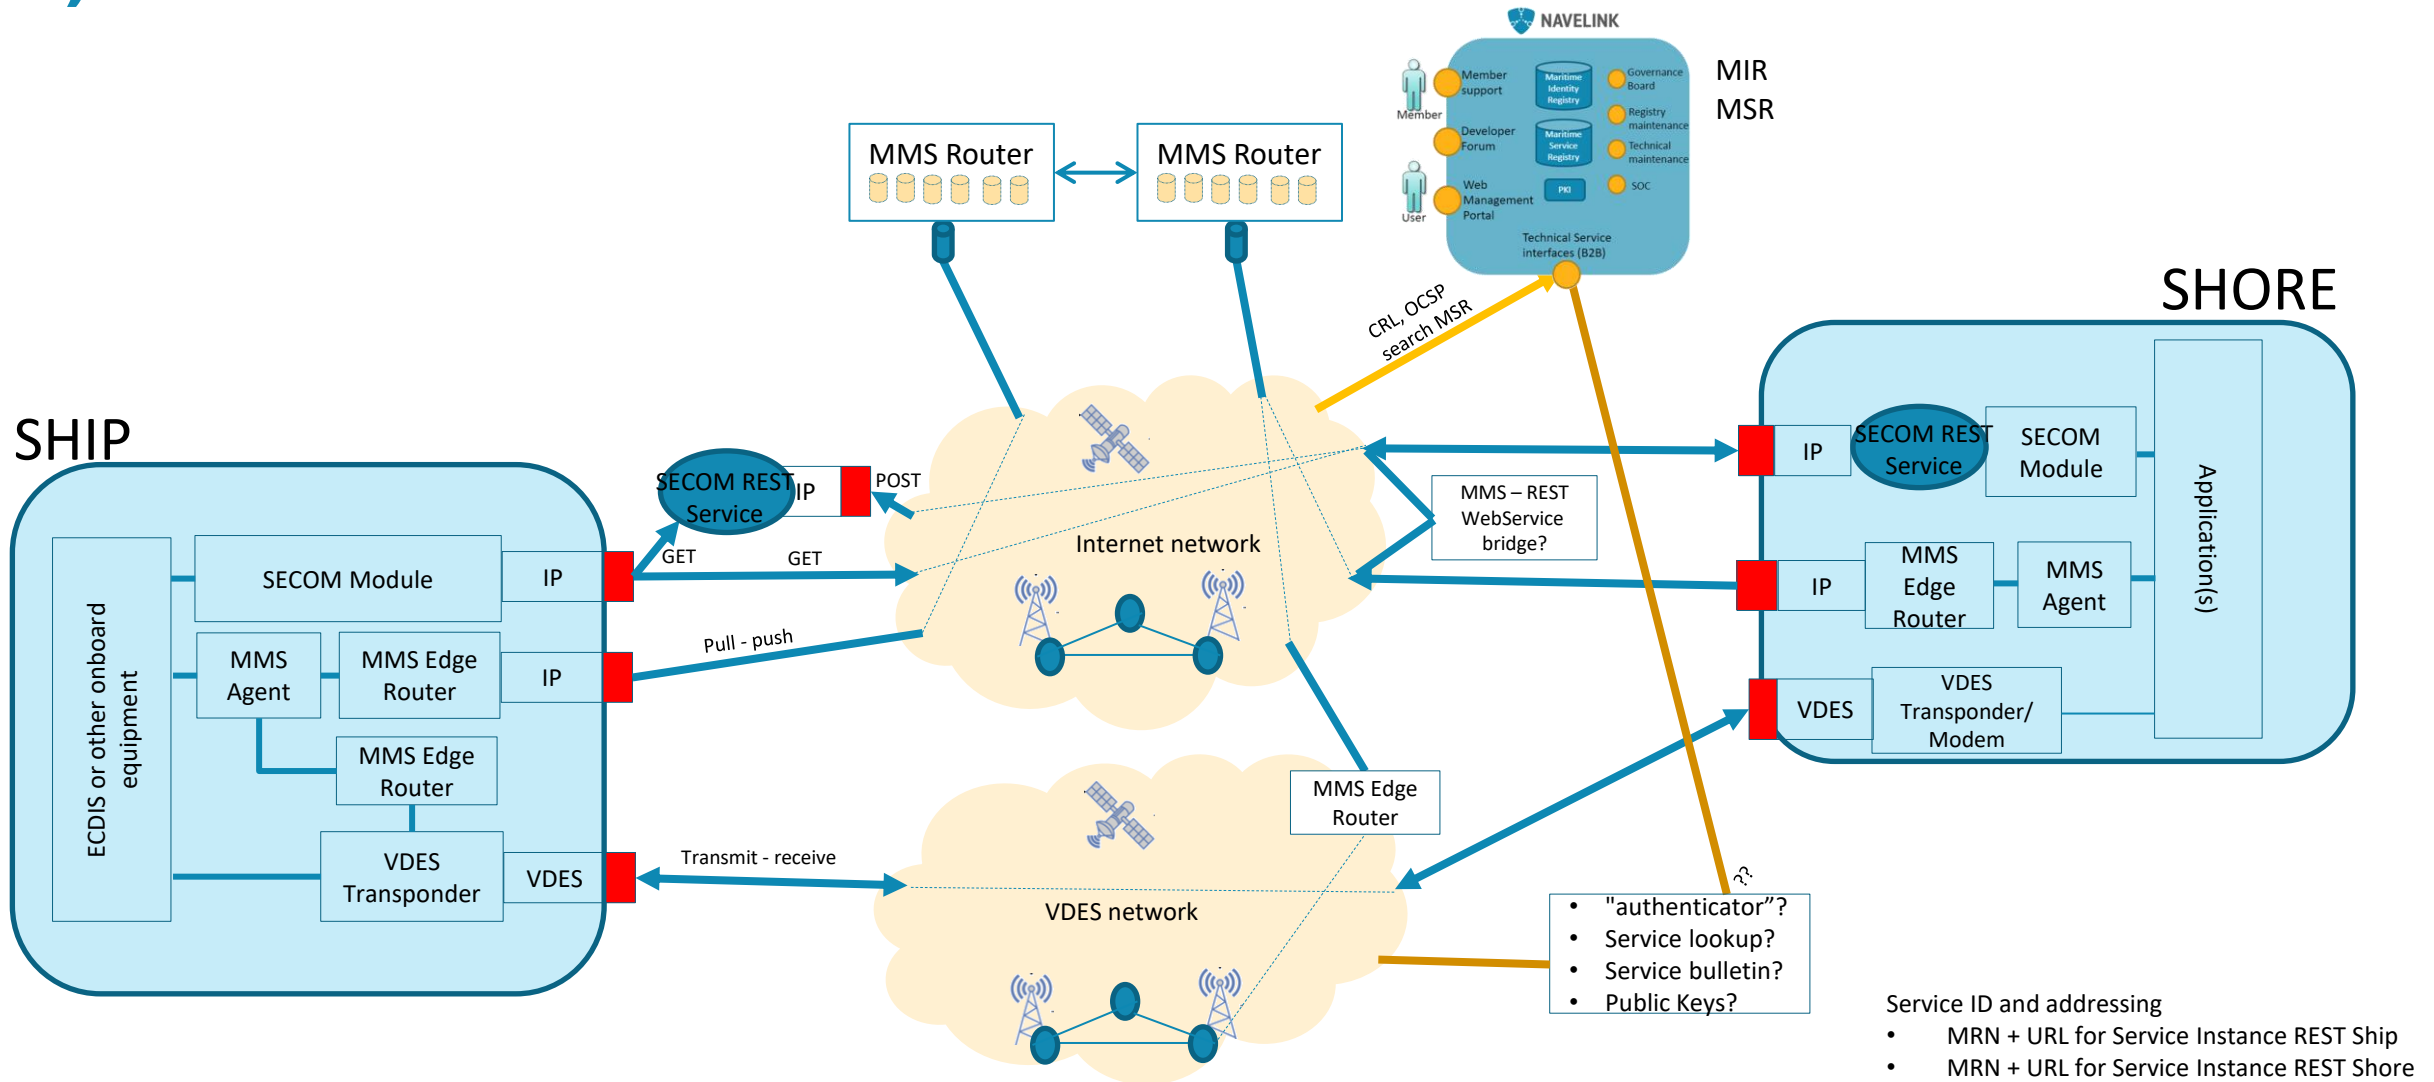 NAVELINK
Member
support
Member
Developer
Forum
Web
Management
Portal
User
Maritime
Identity
Registry
Maritime
Service
Registry
PKI
Governance
Board
Registry
maintenance
Technical
maintenance
SOC
Technical Service
interfaces (B2B)
MIR
MSR
MMS Router
MMS Router
CRL, OCSP
search MSR
SHORE
SHIP
SECOM REST
Service
IP
POST
GET
GET
SECOM Module
IP
ECDIS or other onboard
equipment
MMS
Agent
MMS Edge
Router
IP
Pull - push
MMS Edge
Router
VDES
Transponder
VDES
Transmit - receive
Internet network
MMS – REST
WebService
bridge?
IP
SECOM REST
Service
SECOM
Module
Application(s)
IP
MMS
Edge
Router
MMS
Agent
VDES
VDES
Transponder/
Modem
MMS Edge
Router
VDES network
??
• "authenticator”?
• Service lookup?
• Service bulletin?
• Public Keys?
Service ID and addressing
• MRN + URL for Service Instance REST Ship
• MRN + URL for Service Instance REST Shore